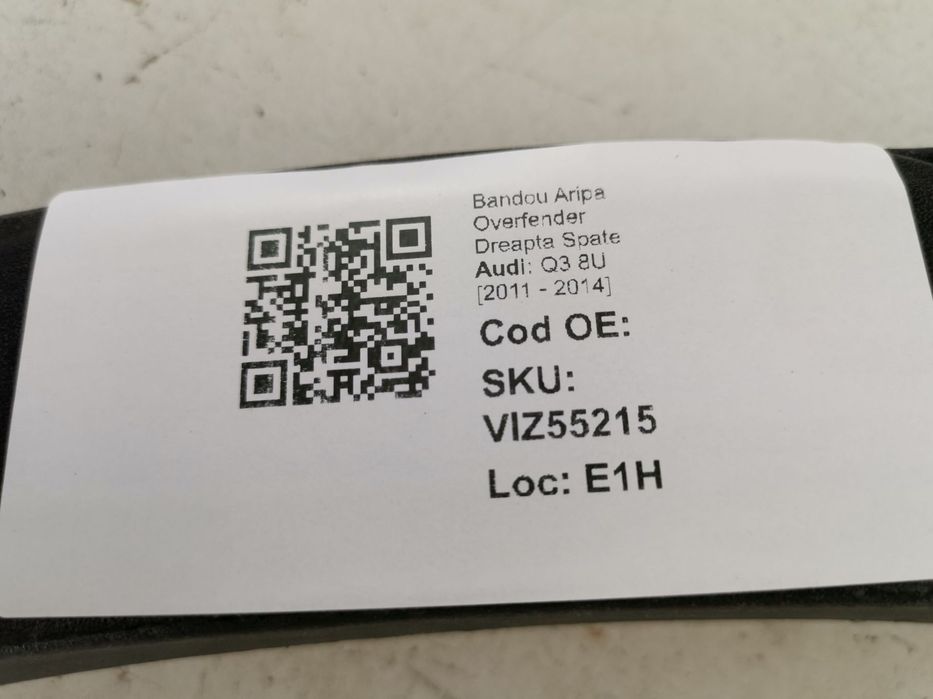 Bandou Aripa
Overfender
Dreapta Spate
Audi: Q3 8U
[2011 - 2014]
Cod OE:
SKU:
VIZ55215
Loc: E1H